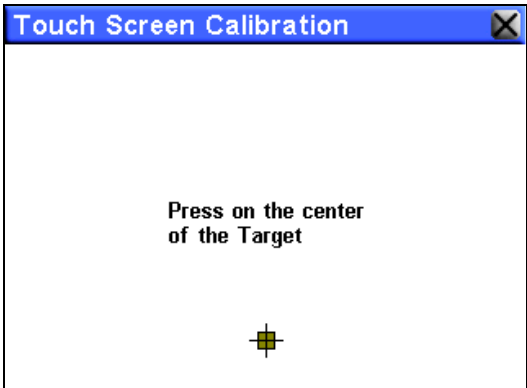 Touch Screen Calibration
Press on the center
of the Target